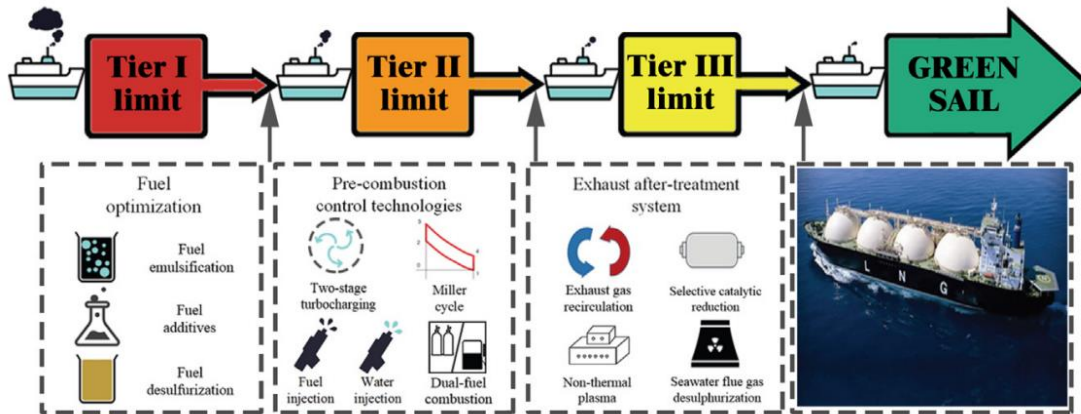 Tier I
limit
Tier II
limit
Tier III
limit
GREEN
SAIL
Fuel
optimization
Fuel
emulsification
Fuel
additives
Fuel
desulfurization
Pre-combustion
control technologies
Two-stage
turbocharging
Miller
cycle
Fuel
injection
Water
injection
Dual-fuel
combustion
Exhaust after-treatment
system
Exhaust gas
recirculation
Selective catalytic
reduction
Non-thermal
plasma
Seawater flue gas
desulphurization
L N G